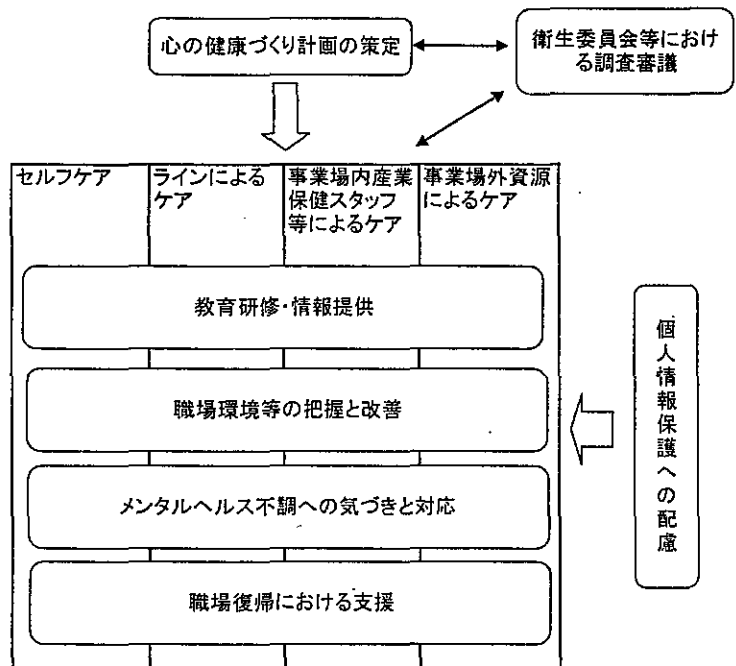 心の健康づくり計画の策定
衛生委員会等におけ
る調査審議
セルフケア
ラインによる
ケア
事業場内産業
保健スタッフ
等によるケア
事業場外資源
によるケア
教育研修・情報提供
職場環境等の把握と改善
メンタルヘルス不調への気づきと対応
職場復帰における支援
個人情報保護への配慮